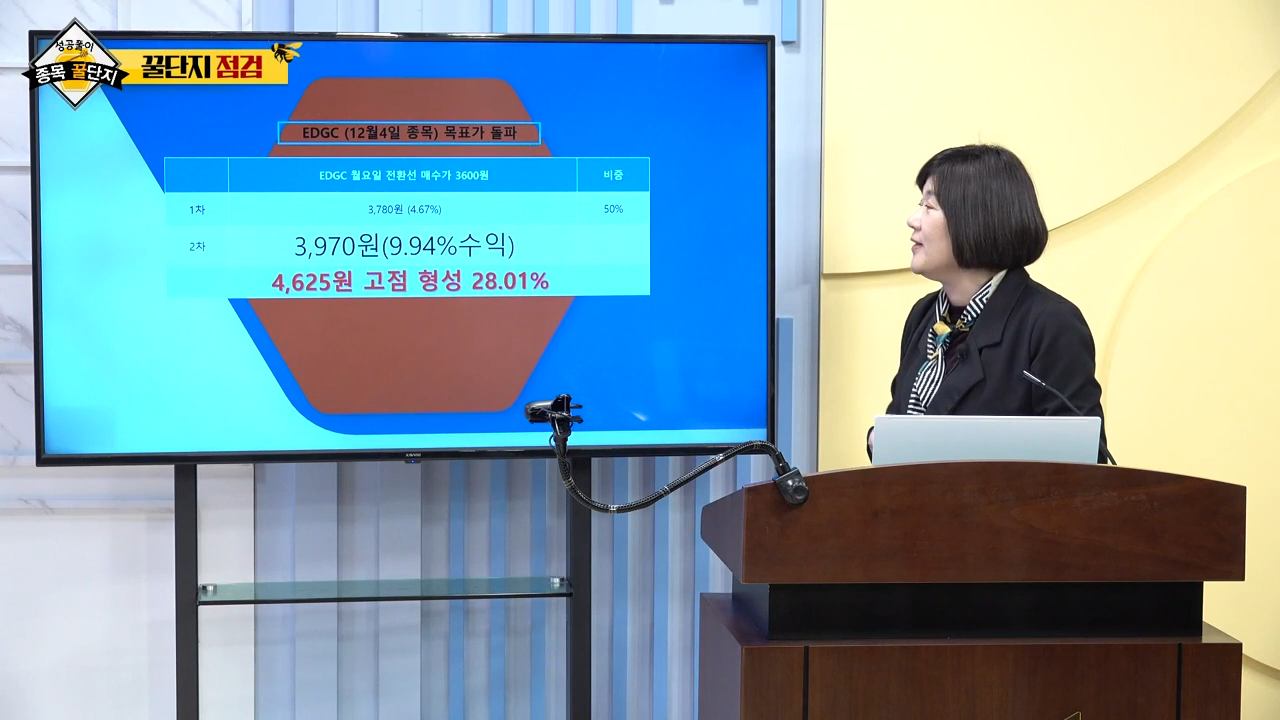 성공풀이
종목 꿀단지
꿀단지 점검
EDGC (12월4일 종목) 목표가 돌파
EDGC 월요일 전환선 매수가 3600원 비중
1차 3,780원 (4.67%) 50%
2차 3,970원(9.94%수익)
4,625원 고점 형성 28.01%